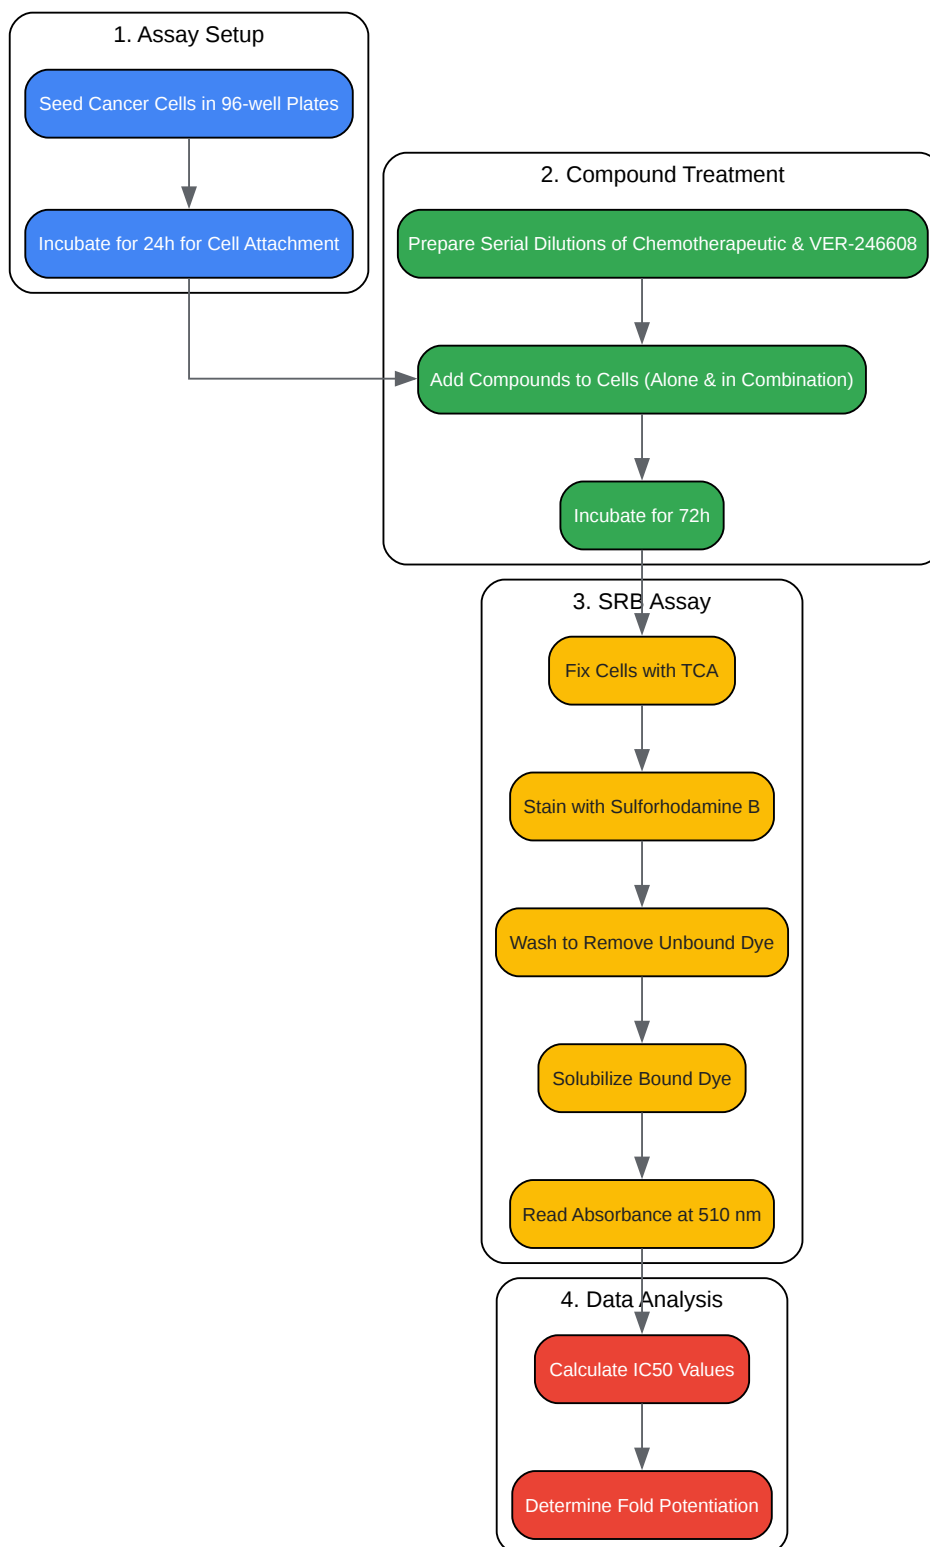 1. Assay Setup
Seed Cancer Cells in 96-well Plates
Incubate for 24h for Cell Attachment
2. Compound Treatment
Prepare Serial Dilutions of Chemotherapeutic & VER-246608
Add Compounds to Cells (Alone & in Combination)
Incubate for 72h
3. SRB Assay
Fix Cells with TCA
Stain with Sulforhodamine B
Wash to Remove Unbound Dye
Solubilize Bound Dye
Read Absorbance at 510 nm
4. Data Analysis
Calculate IC50 Values
Determine Fold Potentiation